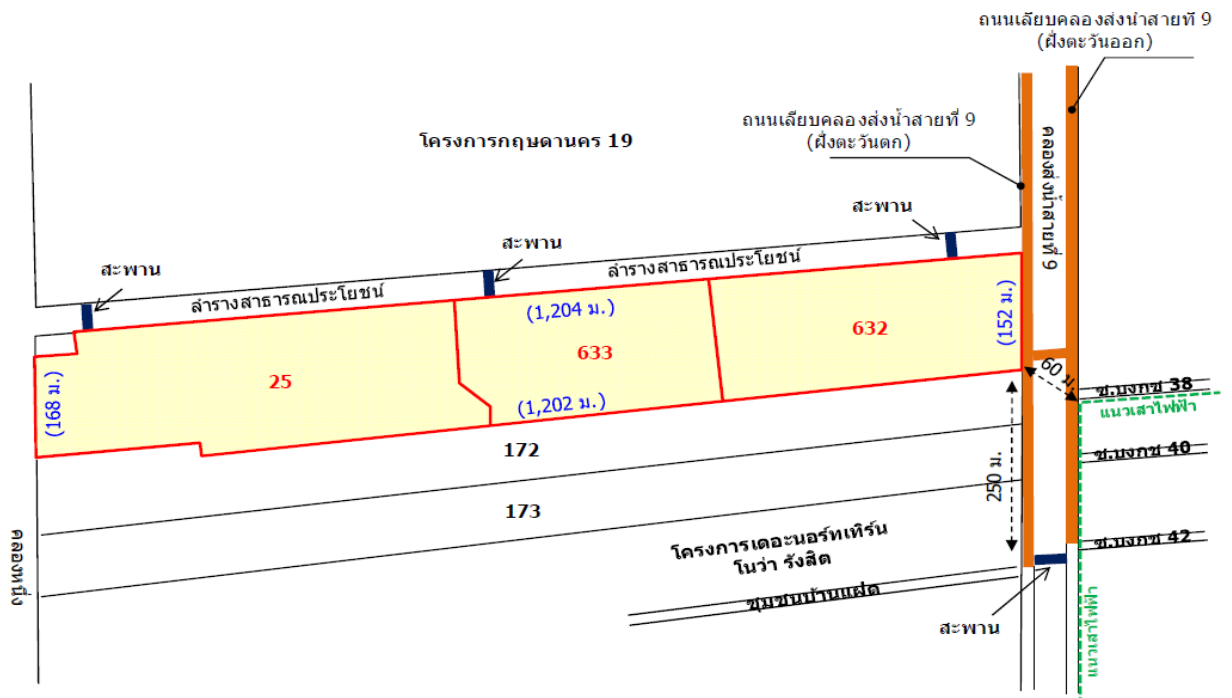 ถนนเลียบคลองส่งน้ำสายที่ 9
(ฝั่งตะวันออก)
ถนนเลียบคลองส่งน้ำสายที่ 9
(ฝั่งตะวันตก)
คลองส่งน้ำสายที่ 9
โครงการกฤษดานคร 19
สะพาน
สะพาน
สะพาน
ลำรางสาธารณประโยชน์
ลำรางสาธารณประโยชน์
(1,204 ม.)
(152 ม.)
632
633
25
(168 ม.)
(1,202 ม.)
60 ม.
ซ.บงกช 38
แนวเสาไฟฟ้า
172
ซ.บงกช 40
250 ม.
173
โครงการเดอะนอร์ทเทิร์น
โนว่า รังสิต
ซ.บงกช 42
คลองหนึ่ง
ชุมชนบ้านแฝด
สะพาน
แนวเสาไฟฟ้า